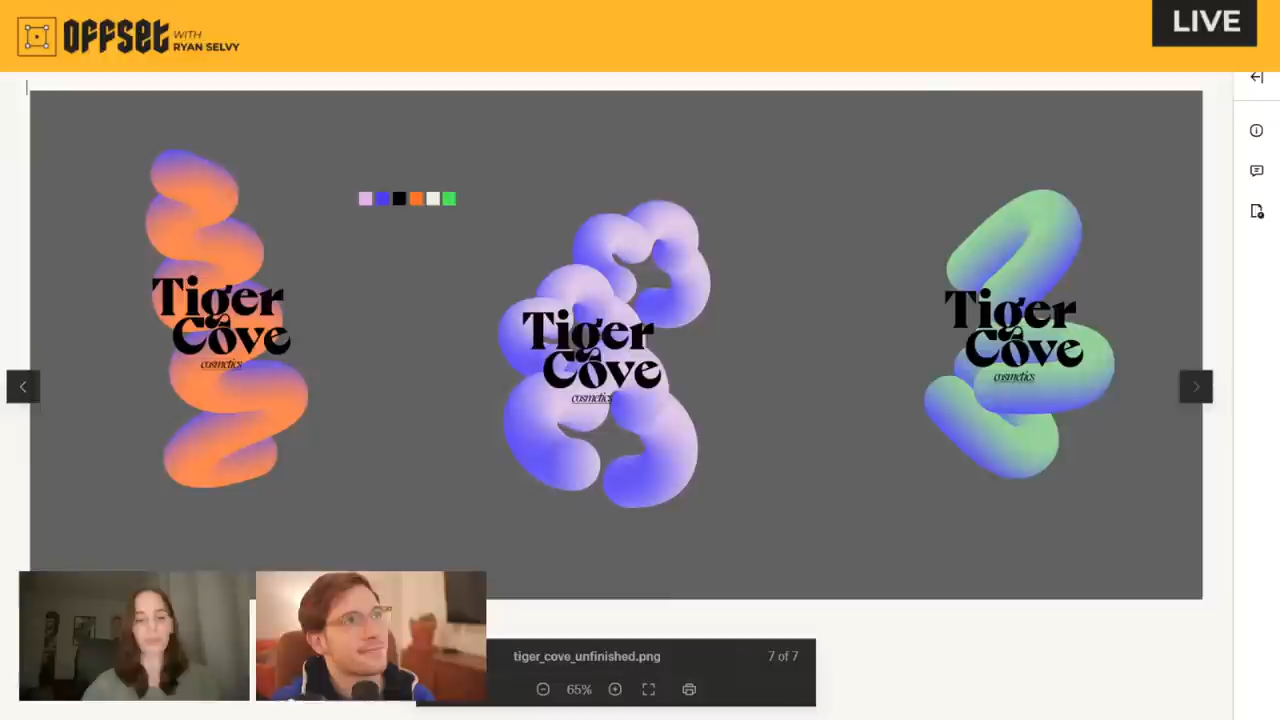 OFFSET
WITH
RYAN SELVY
LIVE
Tiger
Cove
cosmetics
Tiger
Cove
cosmetics
Tiger
Cove
cosmetics
tiger_cove_unfinished.png
7 of 7
65%